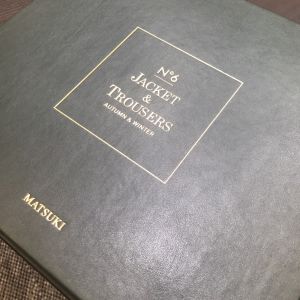 Nº6
JACKET
&
TROUSERS
AUTUMN & WINTER
MATSUKI